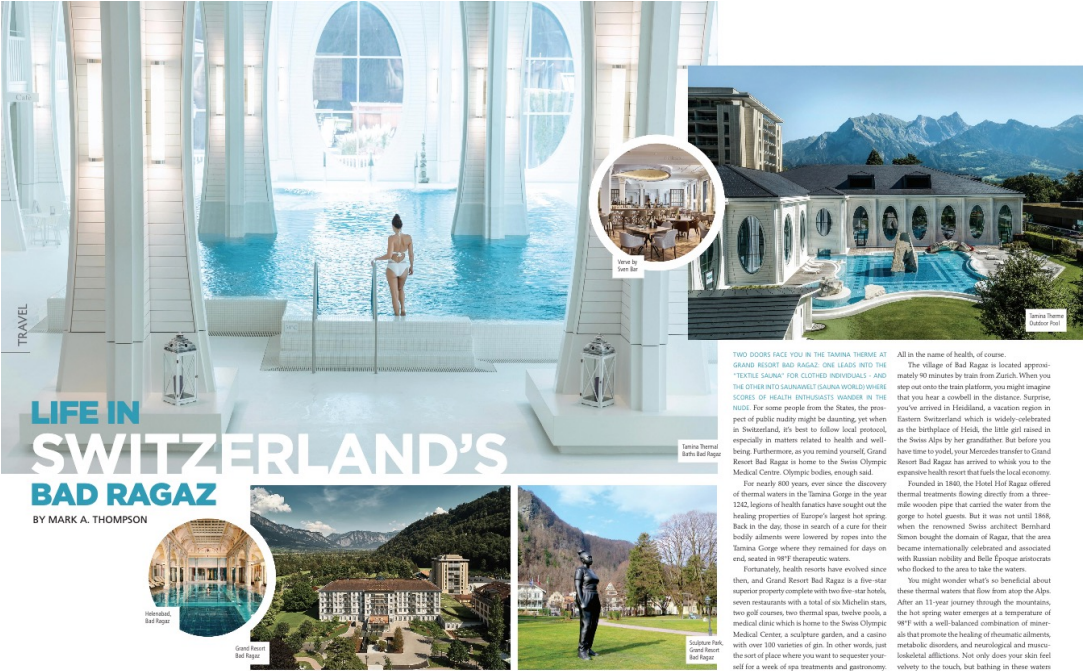 TRAVEL
LIFE IN
SWITZERLAND'S
BAD RAGAZ
BY MARK A. THOMPSON
Verve by
Sven Bar
Tamina Therme
Outdoor Pool
Tamina Thermal
Baths Bad Ragaz
Helenabad,
Bad Ragaz
Grand Resort
Bad Ragaz
Sculpture Park,
Grand Resort
Bad Ragaz
TWO DOORS FACE YOU IN THE TAMINA THERME AT
GRAND RESORT BAD RAGAZ: ONE LEADS INTO THE
"TEXTILE SAUNA" FOR CLOTHED INDIVIDUALS - AND
THE OTHER INTO SAUNAWELT (SAUNA WORLD) WHERE
SCORES OF HEALTH ENTHUSIASTS WANDER IN THE
NUDE. For some people from the States, the pros-
pect of public nudity might be daunting, yet when
in Switzerland, it's best to follow local protocol,
especially in matters related to health and well-
being. Furthermore, as you remind yourself, Grand
Resort Bad Ragaz is home to the Swiss Olympic
Medical Centre. Olympic bodies, enough said.
For nearly 800 years, ever since the discovery
of thermal waters in the Tamina Gorge in the year
1242, legions of health fanatics have sought out the
healing properties of Europe's largest hot spring.
Back in the day, those in search of a cure for their
bodily ailments were lowered by ropes into the
Tamina Gorge where they remained for days on
end, seated in 98°F therapeutic waters.
Fortunately, health resorts have evolved since
then, and Grand Resort Bad Ragaz is a five-star
superior property complete with two five-star hotels,
seven restaurants with a total of six Michelin stars,
two golf courses, two thermal spas, twelve pools, a
medical clinic which is home to the Swiss Olympic
Medical Center, a sculpture garden, and a casino
with over 100 varieties of gin. In other words, just
the sort of place where you want to sequester your-
self for a week of spa treatments and gastronomy.
All in the name of health, of course.
The village of Bad Ragaz is located approxi-
mately 90 minutes by train from Zurich. When you
step out onto the train platform, you might imagine
that you hear a cowbell in the distance. Surprise,
you've arrived in Heidiland, a vacation region in
Eastern Switzerland which is widely-celebrated
as the birthplace of Heidi, the little girl raised in
the Swiss Alps by her grandfather. But before you
have time to yodel, your Mercedes transfer to Grand
Resort Bad Ragaz has arrived to whisk you to the
expansive health resort that fuels the local economy.
Founded in 1840, the Hotel Hof Ragaz offered
thermal treatments flowing directly from a three-
mile wooden pipe that carried the water from the
gorge to hotel guests. But it was not until 1868,
when the renowned Swiss architect Bernhard
Simon bought the domain of Ragaz, that the area
became internationally celebrated and associated
with Russian nobility and Belle Époque aristocrats
who flocked to the area to take the waters.
You might wonder what's so beneficial about
these thermal waters that flow from atop the Alps.
After an 11-year journey through the mountains,
the hot spring water emerges at a temperature of
98°F with a well-balanced combination of miner-
als that promote the healing of rheumatic ailments,
metabolic disorders, and neurological and muscu-
loskeletal afflictions. Not only does your skin feel
velvety to the touch, but bathing in these waters